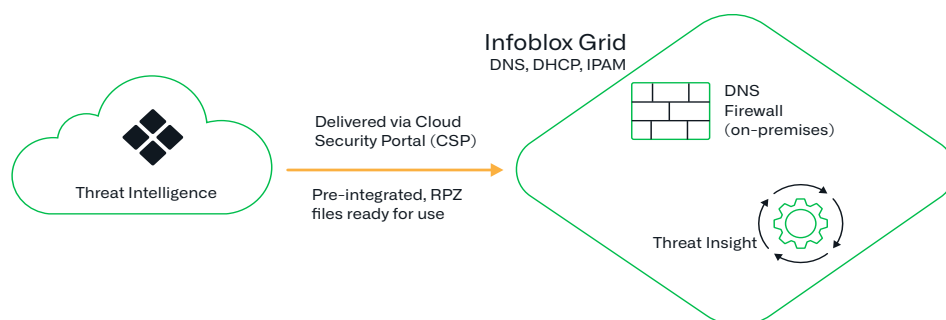 Infoblox Grid
DNS, DHCP, IPAM
DNS
Firewall
(on-premises)
Delivered via Cloud
Security Portal (CSP)
Threat Intelligence
Pre-integrated, RPZ
files ready for use
Threat Insight